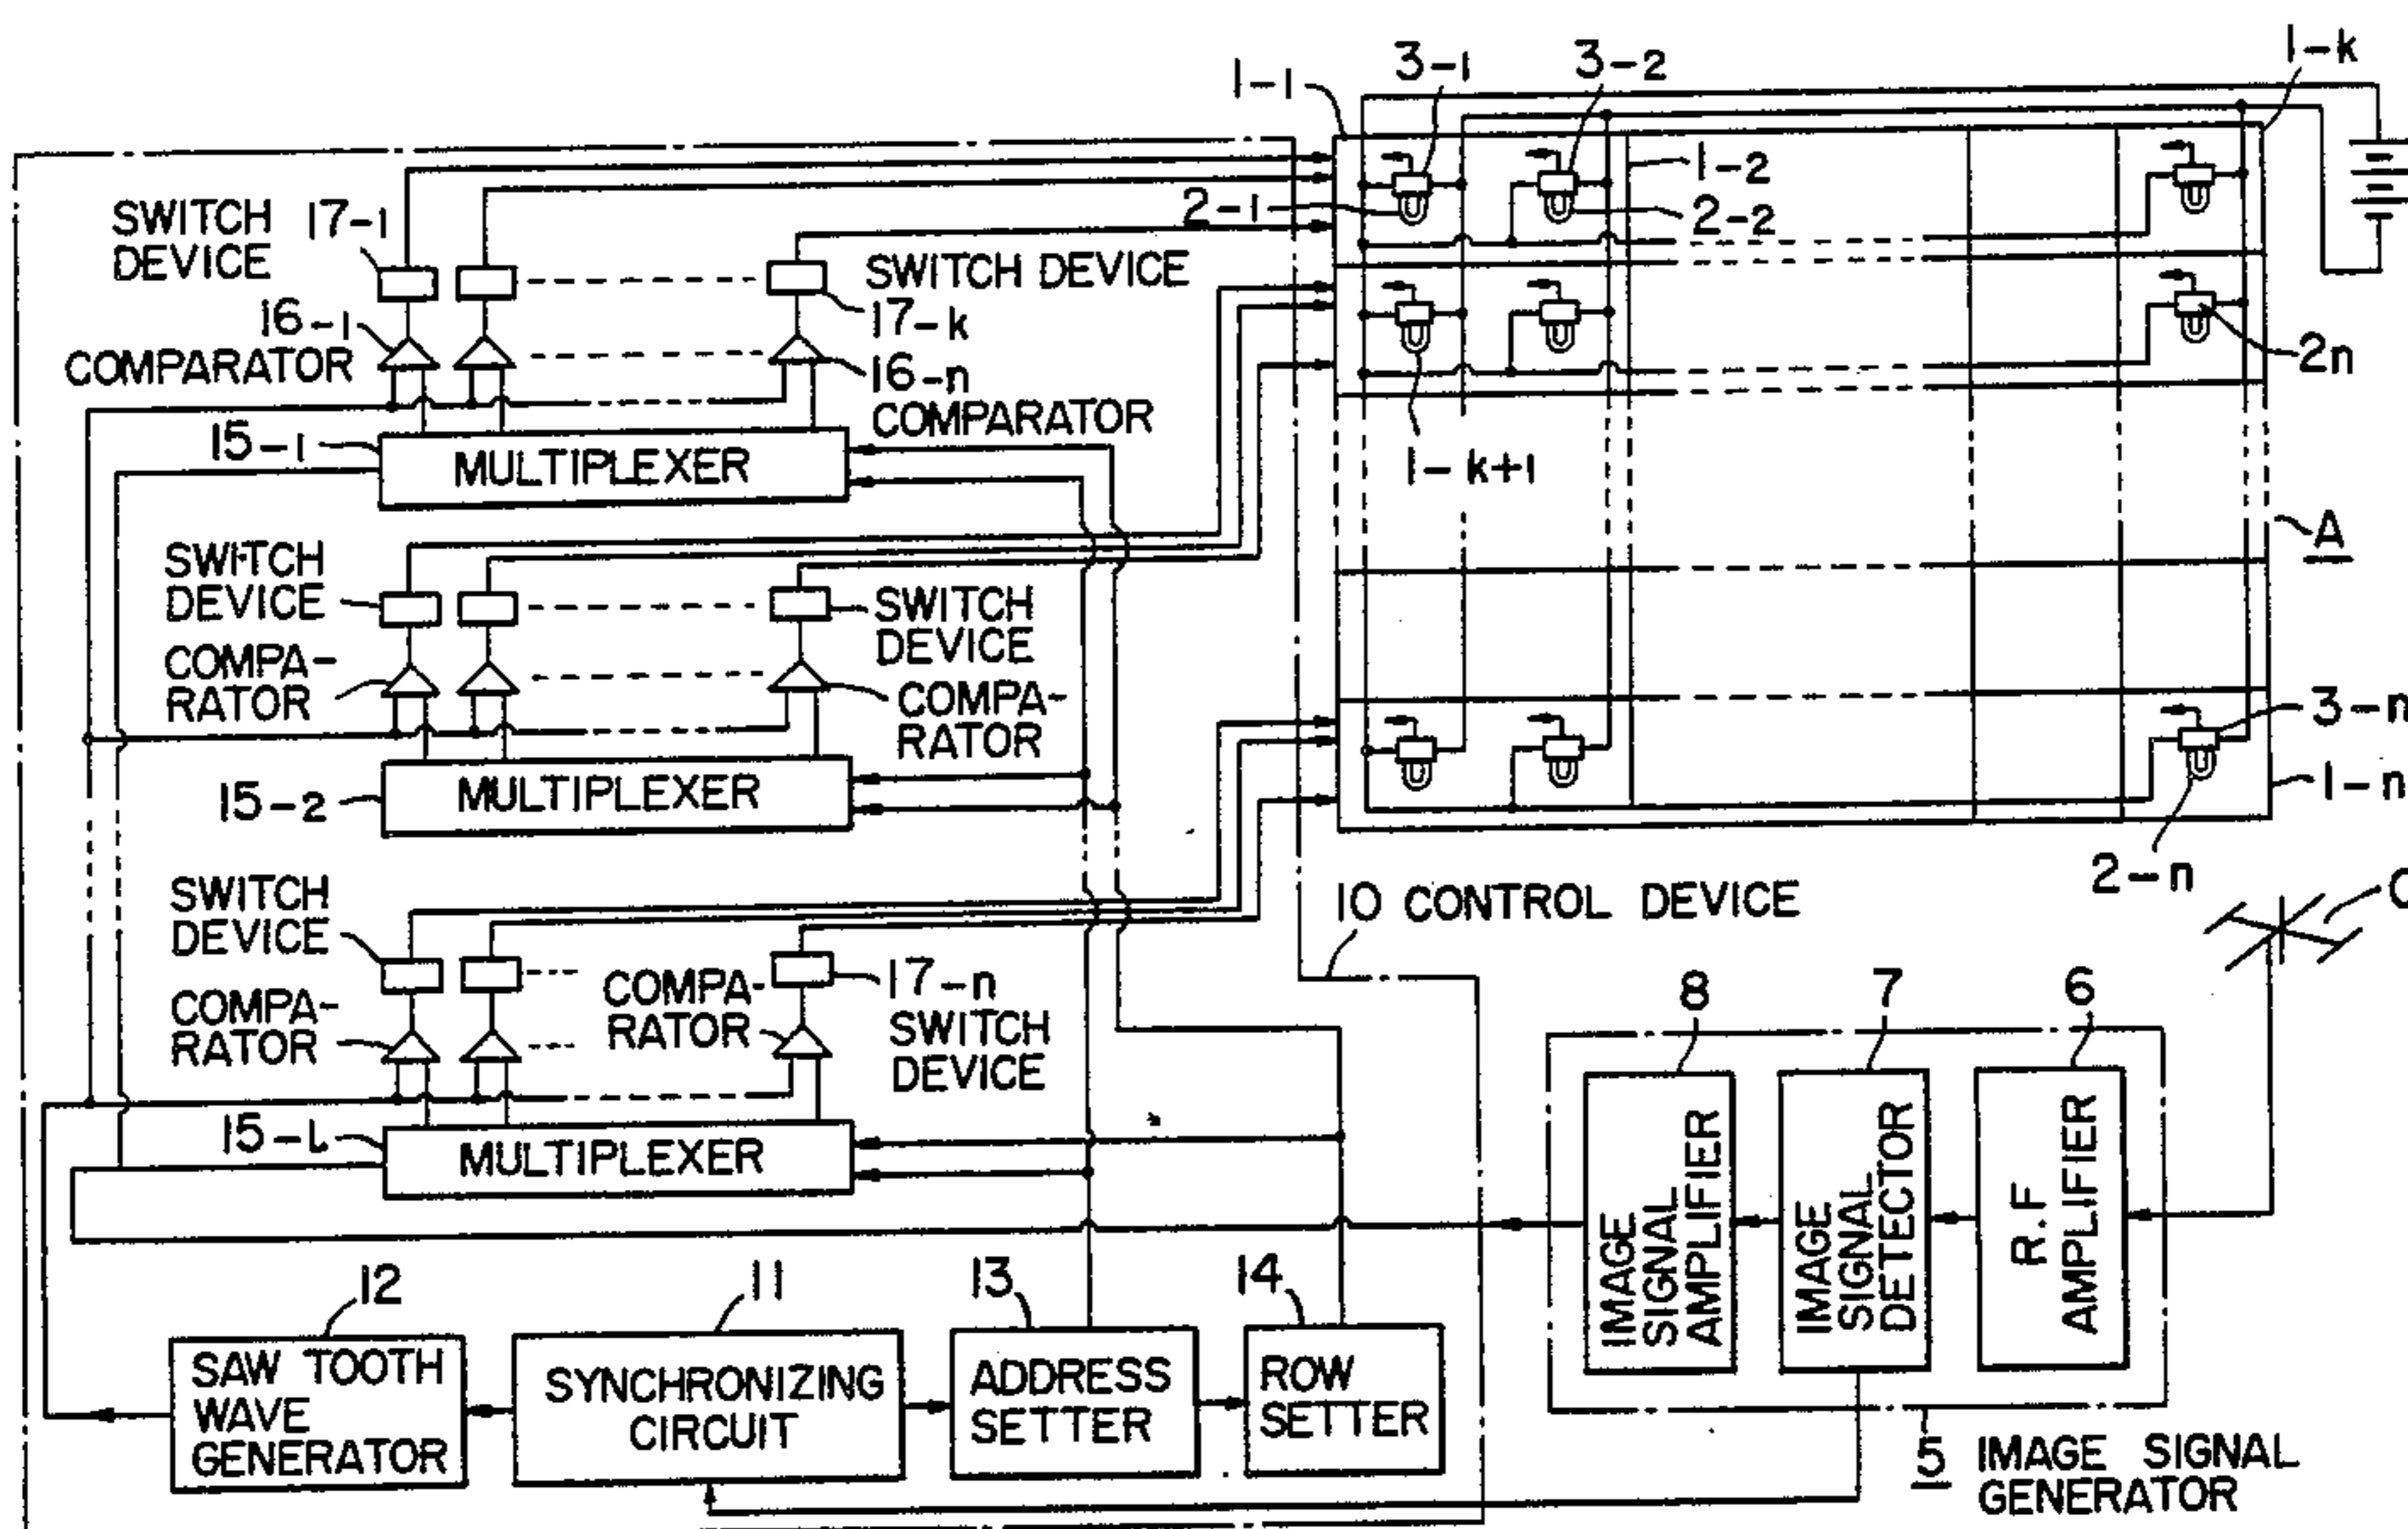 1-1
3-1
3-2
1-k
1-2
2-1
2-2
SWITCH
DEVICE
17-1
SWITCH DEVICE
17-k
16-1
COMPARATOR
16-n
COMPARATOR
2n
15-1
MULTIPLEXER
1-k+1
A
SWITCH
DEVICE
SWITCH
DEVICE
COMPA-
RATOR
COMPA-
RATOR
3-n
15-2
MULTIPLEXER
1-n
2-n
SWITCH
DEVICE
10 CONTROL DEVICE
COMPA-
RATOR
COMPA-
RATOR
17-n
SWITCH
DEVICE
8
7
6
15-l
MULTIPLEXER
IMAGE
SIGNAL
AMPLIFIER
IMAGE
SIGNAL
DETECTOR
R.F
AMPLIFIER
12
11
13
14
SAW TOOTH
WAVE
GENERATOR
SYNCHRONIZING
CIRCUIT
ADDRESS
SETTER
ROW
SETTER
5 IMAGE SIGNAL
GENERATOR